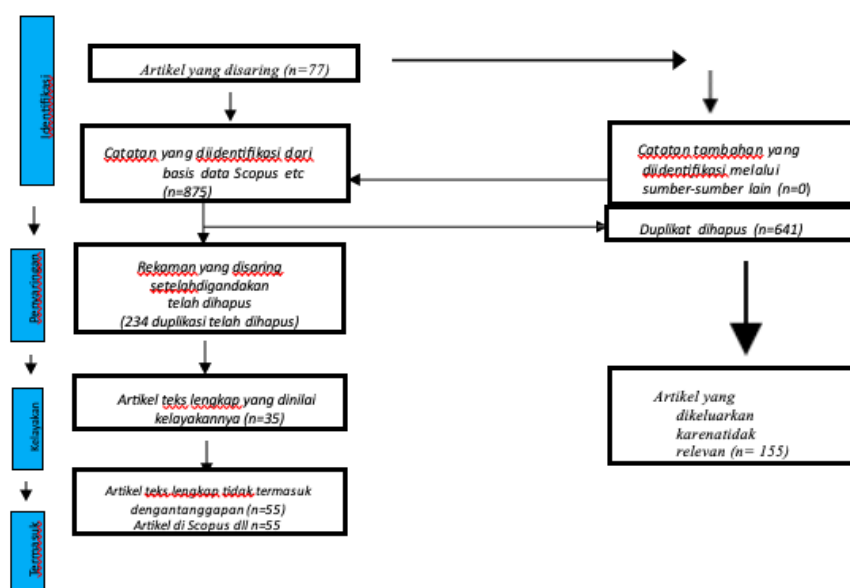 Identifikasi
Artikel yang disaring (n=77)
Catatan yang diidentifikasi dari
basis data Scopus etc
(n=875)
Catatan tambahan yang
diidentifikasi melalui
sumber-sumber lain (n=0)
Duplikat dihapus (n=641)
Penyaringan
Rekaman yang disaring
setelahdigandakan
telah dihapus
(234 duplikasi telah dihapus)
Kelayakan
Artikel teks lengkap yang dinilai
kelayakannya (n=35)
Artikel yang
dikeluarkan
karenatidak
relevan (n= 155)
Termasuk
Artikel teks lengkap tidak termasuk
dengantanggapan (n=55)
Artikel di Scopus dll n=55